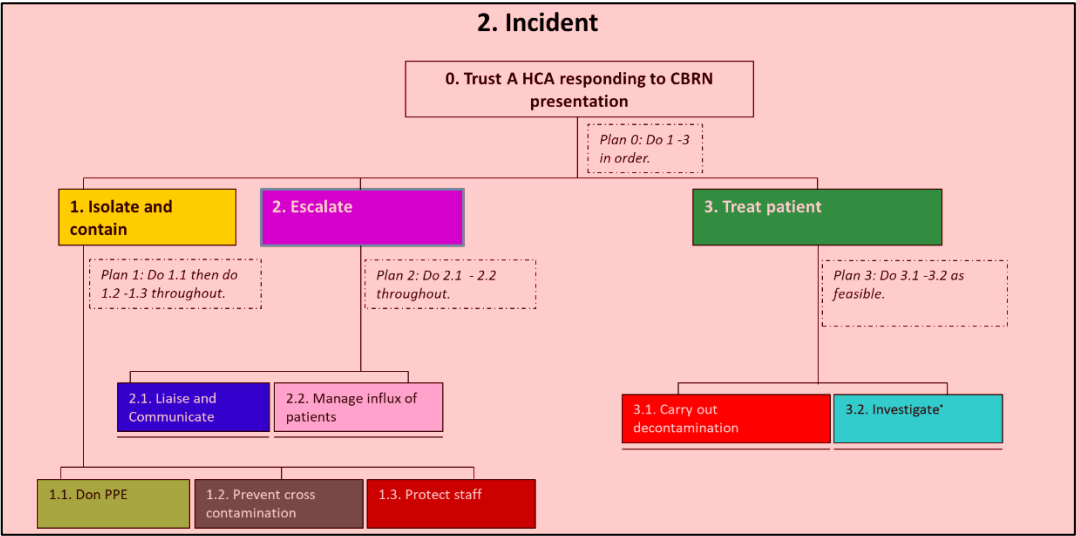 2. Incident
0. Trust A HCA responding to CBRN
presentation
Plan 0: Do 1 -3
in order.
1. Isolate and
contain
2. Escalate
3. Treat patient
Plan 1: Do 1.1 then do
1.2 -1.3 throughout.
Plan 2: Do 2.1 - 2.2
throughout.
Plan 3: Do 3.1 -3.2 as
feasible.
2.1. Liaise and
Communicate
2.2. Manage influx of
patients
3.1. Carry out
decontamination
3.2. Investigate*
1.1. Don PPE
1.2. Prevent cross
contamination
1.3. Protect staff